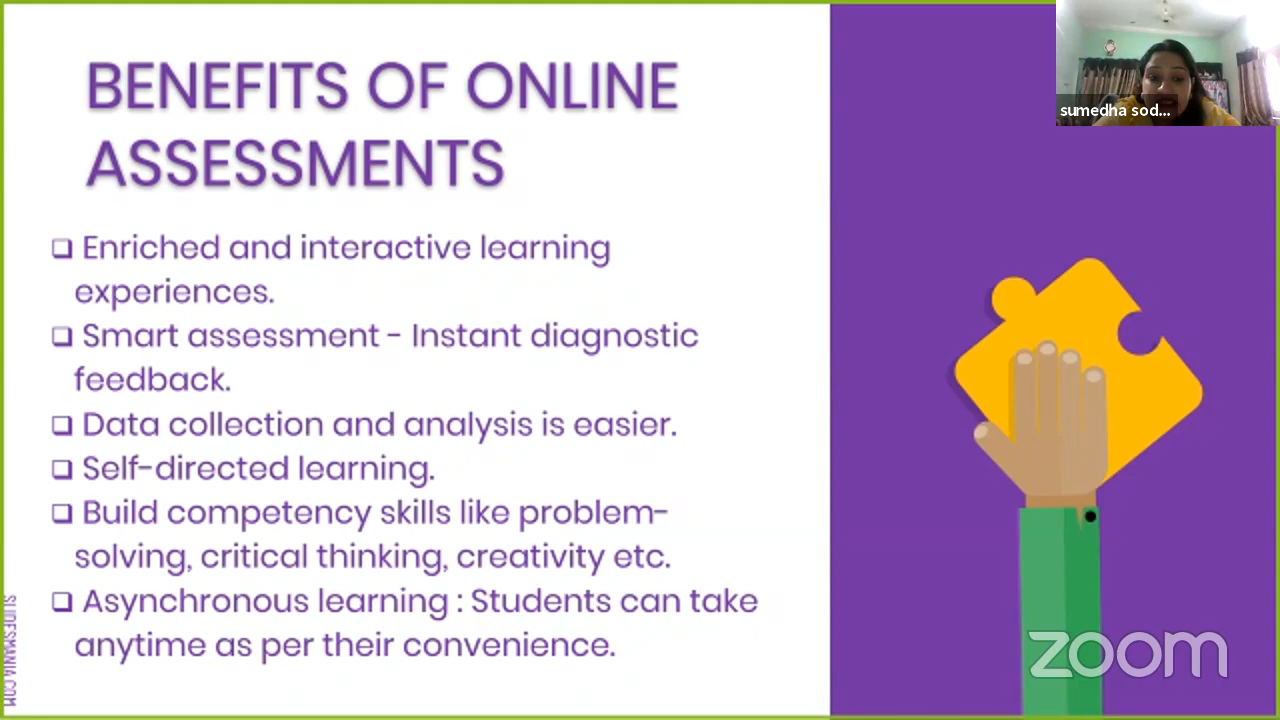 BENEFITS OF ONLINE
ASSESSMENTS
❑ Enriched and interactive learning
experiences.
❑ Smart assessment - Instant diagnostic
feedback.
❑ Data collection and analysis is easier.
❑ Self-directed learning.
❑ Build competency skills like problem-
solving, critical thinking, creativity etc.
❑ Asynchronous learning : Students can take
anytime as per their convenience.
SLIDESMANIA.COM
sumedha sod...
zoom